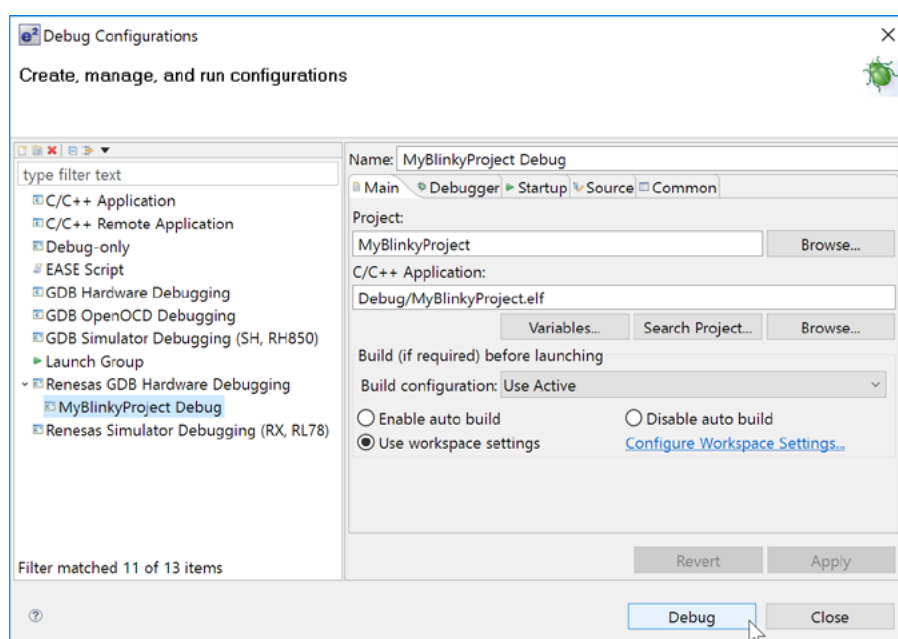 e² Debug Configurations
Create, manage, and run configurations
type filter text
C/C++ Application
C/C++ Remote Application
Debug-only
EASE Script
GDB Hardware Debugging
GDB OpenOCD Debugging
GDB Simulator Debugging (SH, RH850)
Launch Group
Renesas GDB Hardware Debugging
MyBlinkyProject Debug
Renesas Simulator Debugging (RX, RL78)
Filter matched 11 of 13 items
Name: MyBlinkyProject Debug
Main Debugger Startup Source Common
Project:
MyBlinkyProject Browse...
C/C++ Application:
Debug/MyBlinkyProject.elf
Variables... Search Project... Browse...
Build (if required) before launching
Build configuration: Use Active
Enable auto build Disable auto build
Use workspace settings Configure Workspace Settings...
Revert Apply
? Debug Close